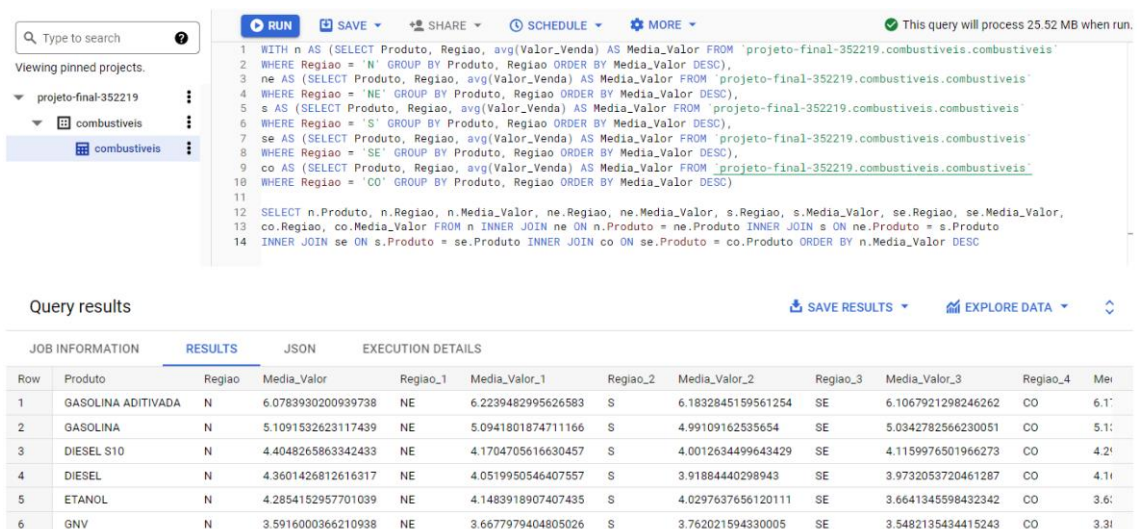 Type to search
Viewing pinned projects.
projeto-final-352219
combustiveis
combustiveis
RUN SAVE SHARE SCHEDULE MORE This query will process 25.52 MB when run.
1 WITH n AS (SELECT Produto, Regiao, avg(Valor_Venda) AS Media_Valor FROM `projeto-final-352219.combustiveis.combustiveis`
2 WHERE Regiao = 'N' GROUP BY Produto, Regiao ORDER BY Media_Valor DESC),
3 ne AS (SELECT Produto, Regiao, avg(Valor_Venda) AS Media_Valor FROM `projeto-final-352219.combustiveis.combustiveis`
4 WHERE Regiao = 'NE' GROUP BY Produto, Regiao ORDER BY Media_Valor DESC),
5 s AS (SELECT Produto, Regiao, avg(Valor_Venda) AS Media_Valor FROM `projeto-final-352219.combustiveis.combustiveis`
6 WHERE Regiao = 'S' GROUP BY Produto, Regiao ORDER BY Media_Valor DESC),
7 se AS (SELECT Produto, Regiao, avg(Valor_Venda) AS Media_Valor FROM `projeto-final-352219.combustiveis.combustiveis`
8 WHERE Regiao = 'SE' GROUP BY Produto, Regiao ORDER BY Media_Valor DESC),
9 co AS (SELECT Produto, Regiao, avg(Valor_Venda) AS Media_Valor FROM `projeto-final-352219.combustiveis.combustiveis`
10 WHERE Regiao = 'CO' GROUP BY Produto, Regiao ORDER BY Media_Valor DESC)
11
12 SELECT n.Produto, n.Regiao, n.Media_Valor, ne.Regiao, ne.Media_Valor, s.Regiao, s.Media_Valor, se.Regiao, se.Media_Valor,
13 co.Regiao, co.Media_Valor FROM n INNER JOIN ne ON n.Produto = ne.Produto INNER JOIN s ON ne.Produto = s.Produto
14 INNER JOIN se ON s.Produto = se.Produto INNER JOIN co ON se.Produto = co.Produto ORDER BY n.Media_Valor DESC
Query results SAVE RESULTS EXPLORE DATA
JOB INFORMATION RESULTS JSON EXECUTION DETAILS
Row Produto Regiao Media_Valor Regiao_1 Media_Valor_1 Regiao_2 Media_Valor_2 Regiao_3 Media_Valor_3 Regiao_4
1 GASOLINA ADITIVADA N 6.0783930200939738 NE 6.2239482995626583 S 6.1832845159561254 SE 6.1067921298246262 CO
2 GASOLINA N 5.1091532623117439 NE 5.0941801874711166 S 4.99109162535654 SE 5.0342782566230051 CO
3 DIESEL S10 N 4.4048265863342433 NE 4.1704705616630457 S 4.0012634499643429 SE 4.1159976501966273 CO
4 DIESEL N 4.3601426812616317 NE 4.0519950546407557 S 3.91884440298943 SE 3.9732053720461287 CO
5 ETANOL N 4.2854152957701039 NE 4.1483918907407435 S 4.0297637656120111 SE 3.6641345598432342 CO
6 GNV N 3.5916000366210938 NE 3.6677979404805026 S 3.762021594330005 SE 3.5482135434415243 CO